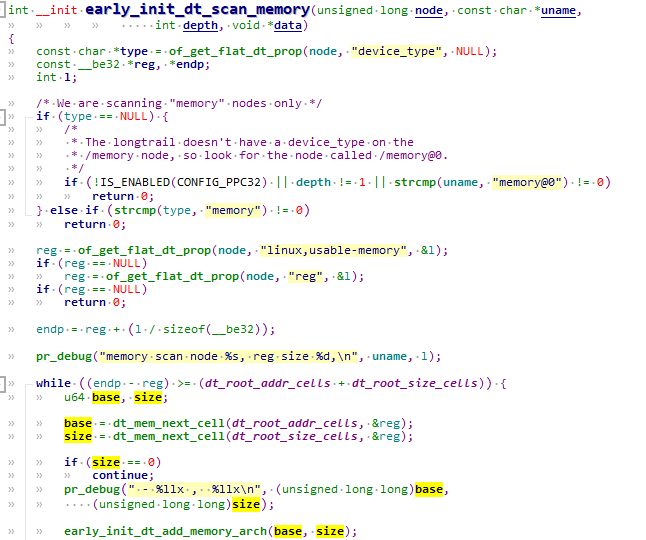 int __init early_init_dt_scan_memory(unsigned long node, const char *uname,
int depth, void *data)
{
const char *type = of_get_flat_dt_prop(node, "device_type", NULL);
const __be32 *reg, *endp;
int l;
/* We are scanning "memory" nodes only */
if (type == NULL) {
/*
* The longtrail doesn't have a device_type on the
* /memory node, so look for the node called /memory@0.
*/
if (!IS_ENABLED(CONFIG_PPC32) || depth != 1 || strcmp(uname, "memory@0") != 0)
return 0;
} else if (strcmp(type, "memory") != 0)
return 0;
reg = of_get_flat_dt_prop(node, "linux,usable-memory", &l);
if (reg == NULL)
reg = of_get_flat_dt_prop(node, "reg", &l);
if (reg == NULL)
return 0;
endp = reg + (l / sizeof(__be32));
pr_debug("memory scan node %s, reg size %d,\n", uname, l);
while ((endp - reg) >= (dt_root_addr_cells + dt_root_size_cells)) {
u64 base, size;
base = dt_mem_next_cell(dt_root_addr_cells, &reg);
size = dt_mem_next_cell(dt_root_size_cells, &reg);
if (size == 0)
continue;
pr_debug(" - %llx ,  %llx\n", (unsigned long long)base,
(unsigned long long)size);
early_init_dt_add_memory_arch(base, size);